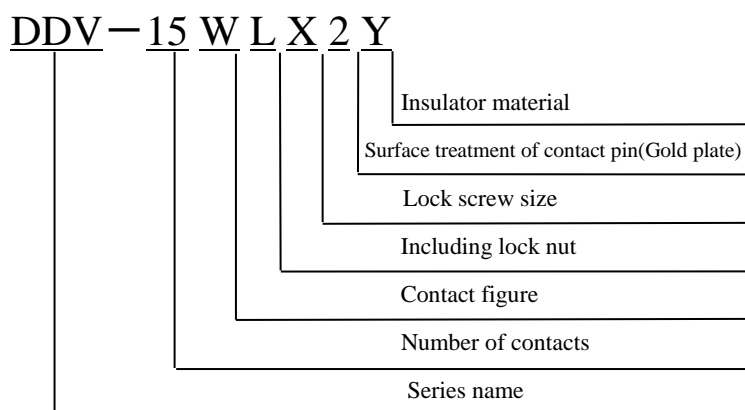 DDV－15 W L X 2 Y
Insulator material
Surface treatment of contact pin(Gold plate)
Lock screw size
Including lock nut
Contact figure
Number of contacts
Series name